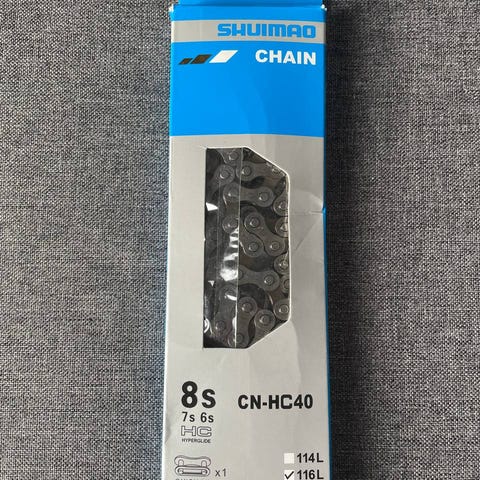 SHUIMAO
CHAIN
8s
7s 6s
HC
HYPERGLIDE
CN-HC40
x1
114L
116L